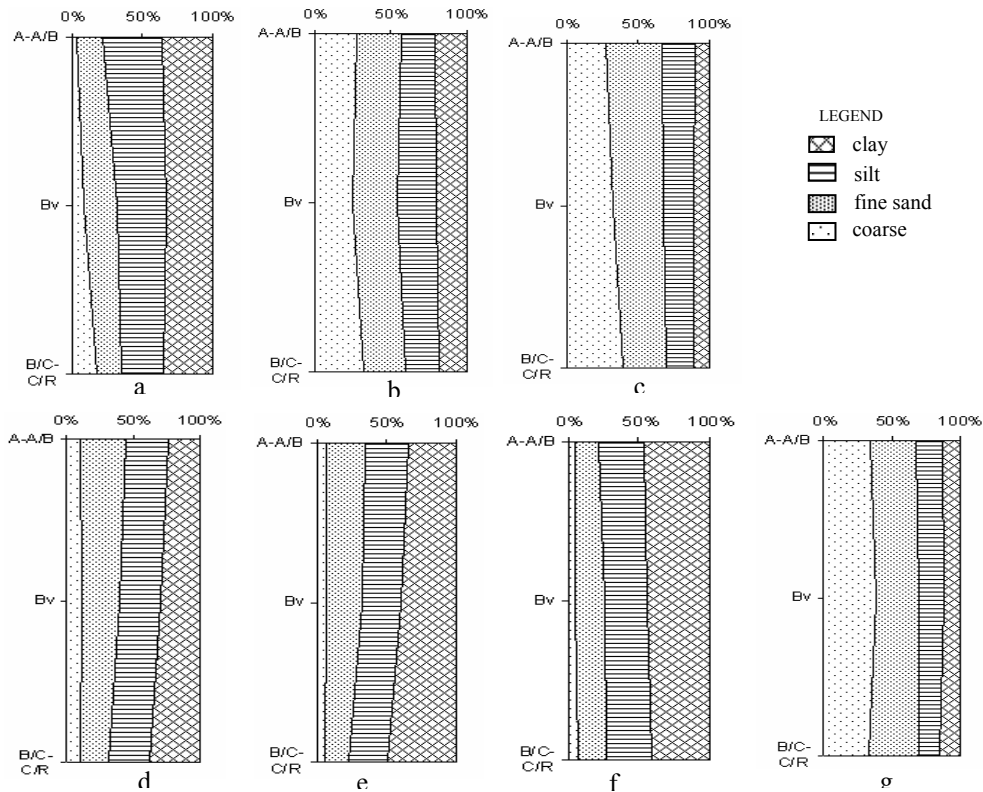 0% 50% 100%
A-A/B
Bv
B/C-
C/R
a
0% 50% 100%
A-A/B
Bv
B/C-
C/R
b
0% 50% 100%
A-A/B
Bv
B/C-
C/R
c
LEGEND
clay
silt
fine sand
coarse
0% 50% 100%
A-A/B
Bv
B/C-
C/R
d
0% 50% 100%
A-A/B
Bv
B/C-
C/R
e
0% 50% 100%
A-A/B
Bv
B/C-
C/R
f
0% 50% 100%
A-A/B
Bv
B/C-
C/R
g